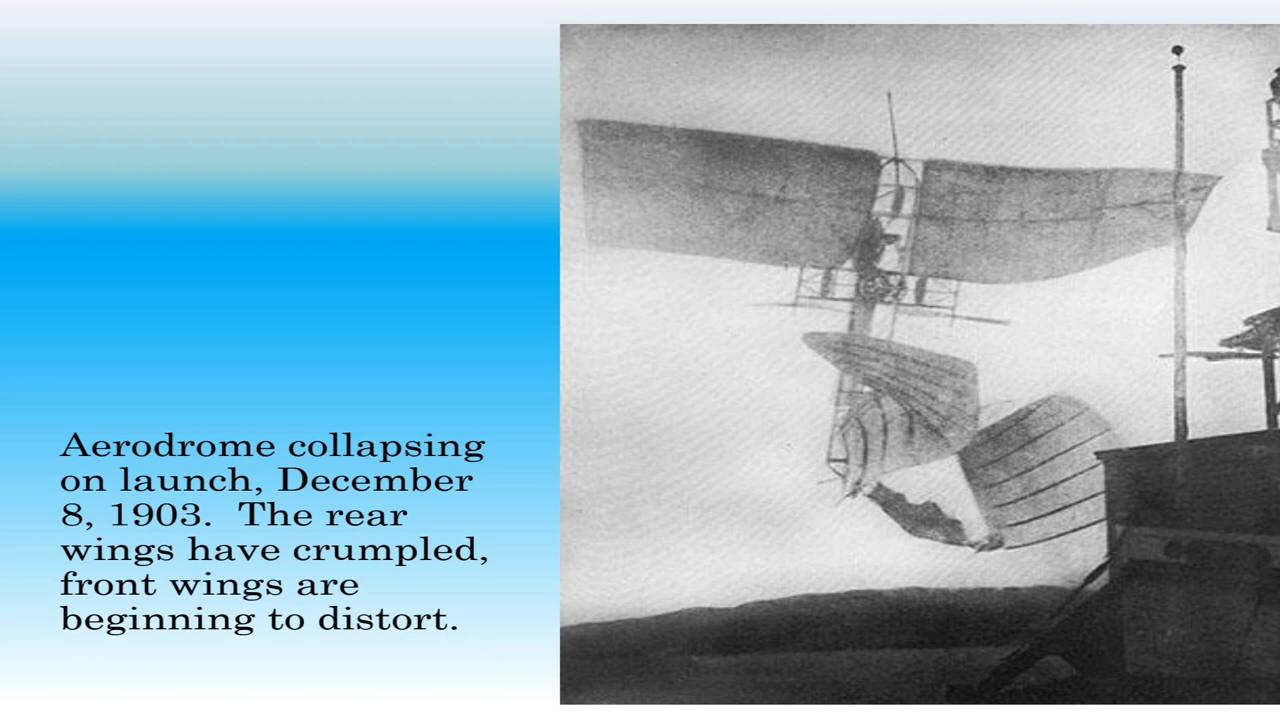 Aerodrome collapsing
on launch, December
8, 1903.  The rear
wings have crumpled,
front wings are
beginning to distort.